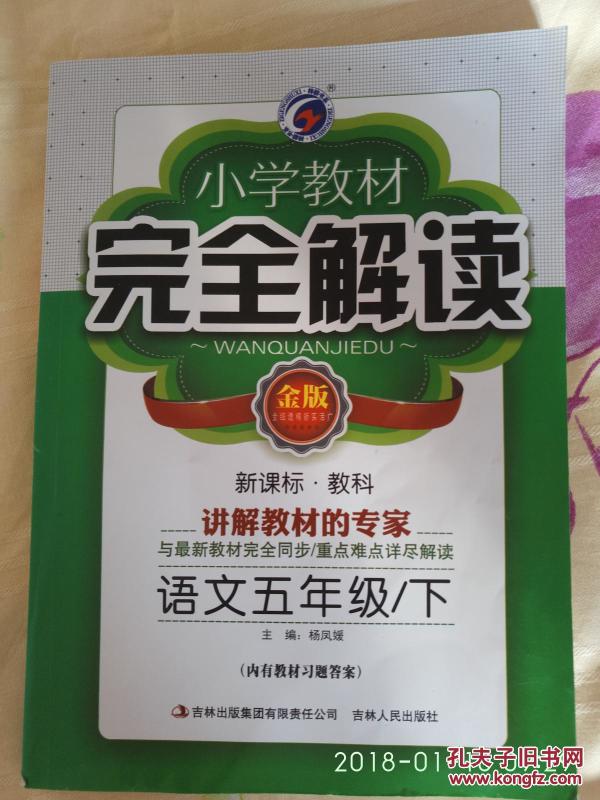 小学教材
完全解读
～WANQUANJIEDU～
金版
新课标·教科
讲解教材的专家
与最新教材完全同步/重点难点详尽解读
语文五年级/下
主 编：杨凤媛
（内有教材习题答案）
吉林出版集团有限责任公司 吉林人民出版社
2018-01
孔夫子旧书网
www.kongfz.com